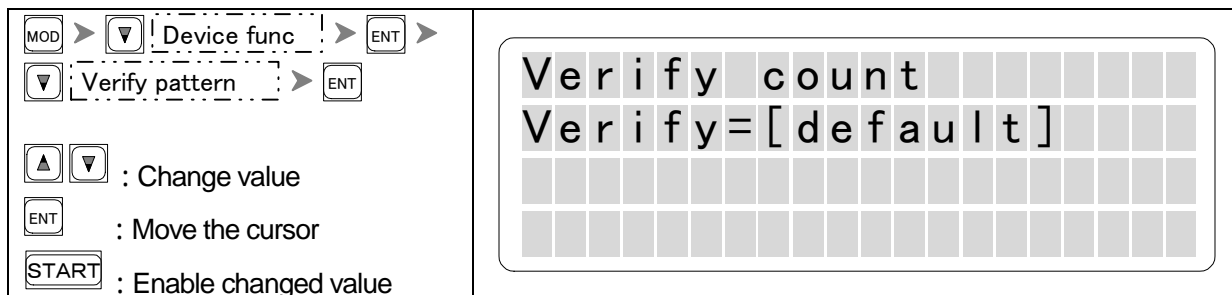 MOD ➤ ▼ Device func ➤ ENT ➤
▼ Verify pattern ➤ ENT
▲ ▼ : Change value
ENT : Move the cursor
START : Enable changed value
Verify count
Verify=[default]